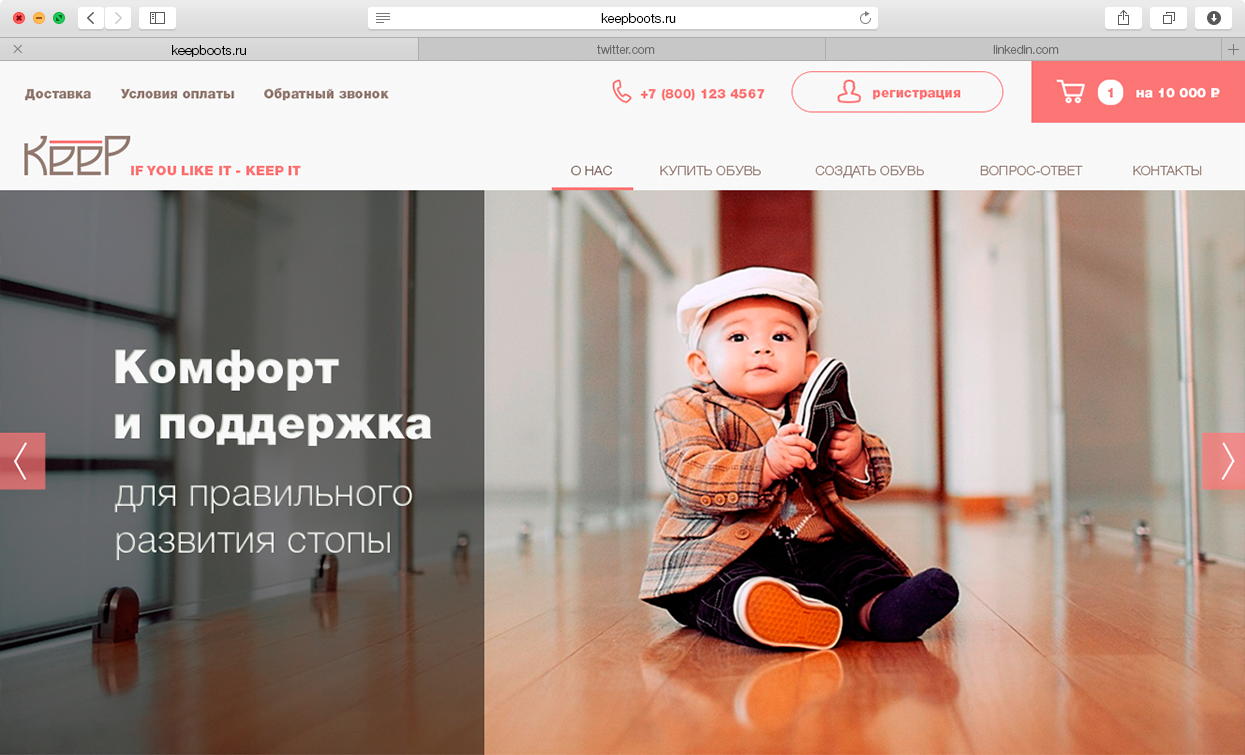 keepboots.ru
keepboots.ru
twitter.com
linkedin.com
Доставка
Условия оплаты
Обратный звонок
+7 (800) 123 4567
регистрация
1
на 10 000 ₽
KeeP
IF YOU LIKE IT - KEEP IT
О НАС
КУПИТЬ ОБУВЬ
СОЗДАТЬ ОБУВЬ
ВОПРОС-ОТВЕТ
КОНТАКТЫ
Комфорт
и поддержка
для правильного
развития стопы